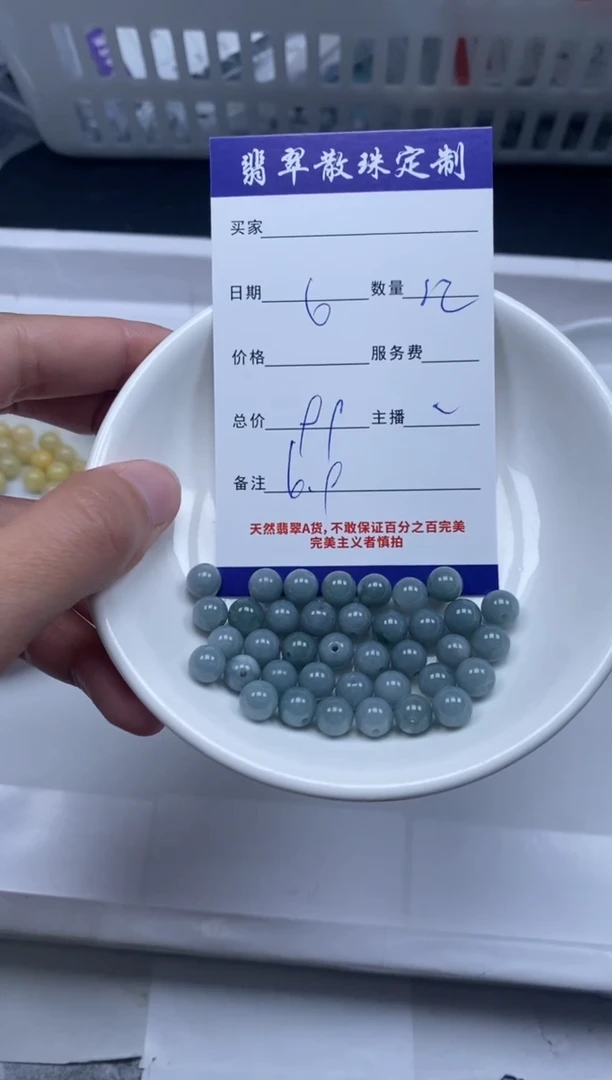 翡翠散珠定制
买家
日期 6 数量
价格 服务费
总价 主播
备注 6.
天然翡翠A货,不敢保证百分之百完美
完美主义者慎拍